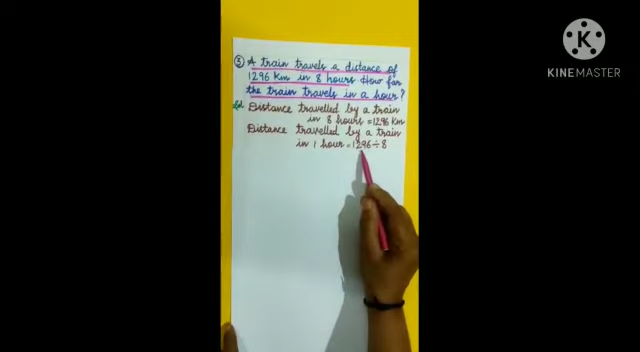 ⑤ A train travels a distance of
1296 Km in 8 hours How far
the train travels in a hour?
Sol Distance travelled by a train
in 8 hours = 1296 Km
Distance travelled by a train
in 1 hour = 1296 ÷ 8
K
KINEMASTER